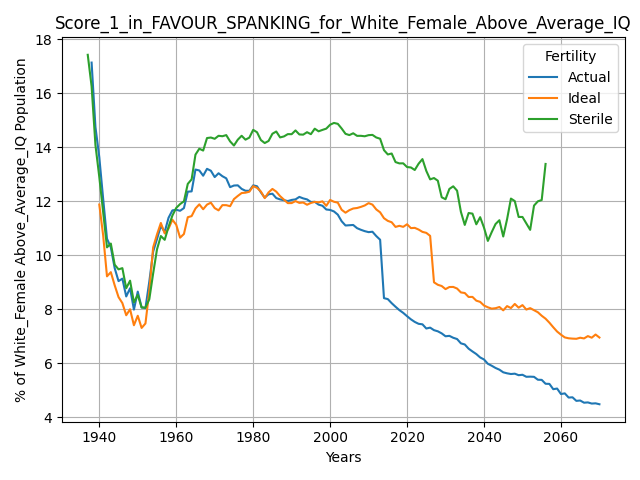 Score_1_in_FAVOUR_SPANKING_for_White_Female_Above_Average_IQ
% of White_Female Above_Average_IQ Population
18
16
14
12
10
8
6
4
Fertility
Actual
Ideal
Sterile
1940
1960
1980
2000
2020
2040
2060
Years